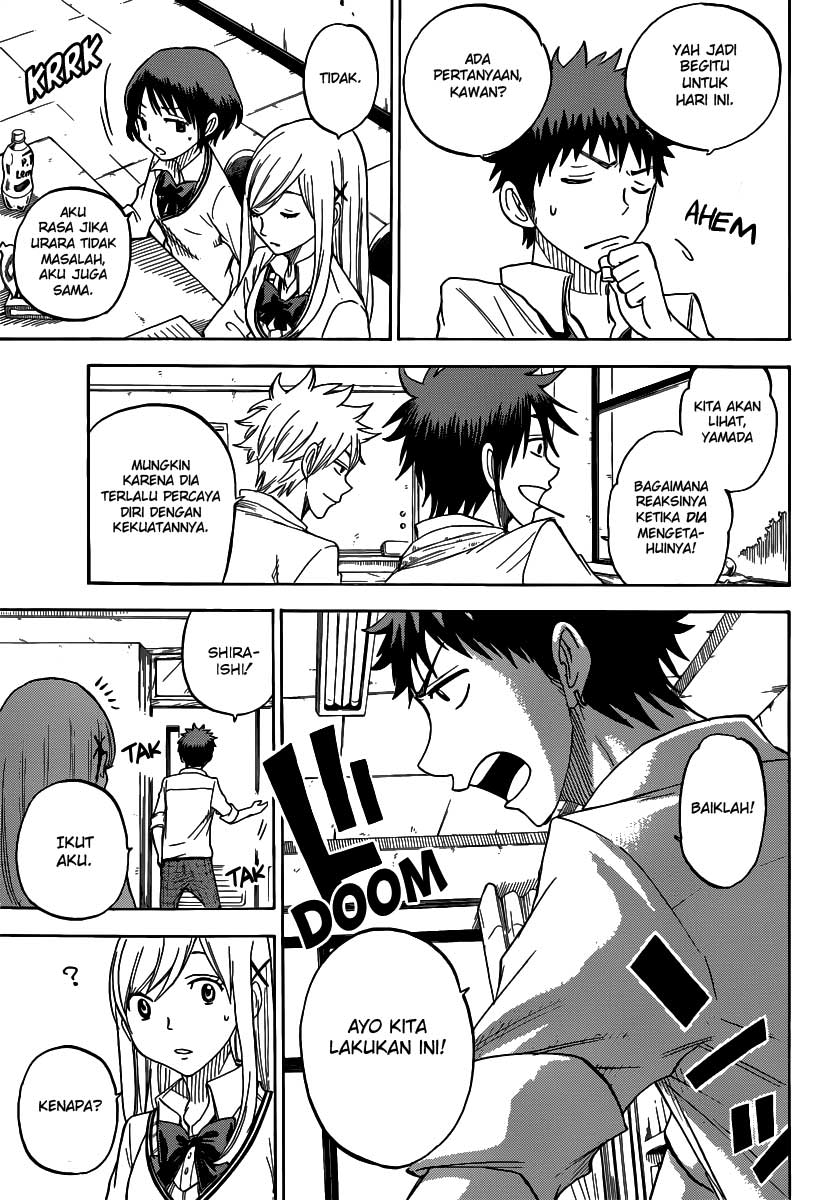 YAH JADI
BEGITU
UNTUK
HARI INI.
ADA
PERTANYAAN,
KAWAN?
AHEM
TIDAK.
KRRK
AKU
RASA JIKA
URARA TIDAK
MASALAH,
AKU JUGA
SAMA.
KITA AKAN
LIHAT,
YAMADA
BAGAIMANA
REAKSINYA
KETIKA DIA
MENGETA-
HUINYA!
MUNGKIN
KARENA DIA
TERLALU PERCAYA
DIRI DENGAN
KEKUATANNYA.
BAIKLAH!
DOOM
AYO KITA
LAKUKAN INI!
SHIRA-
ISHI!
TAK
TAK
IKUT
AKU.
?
KENAPA?